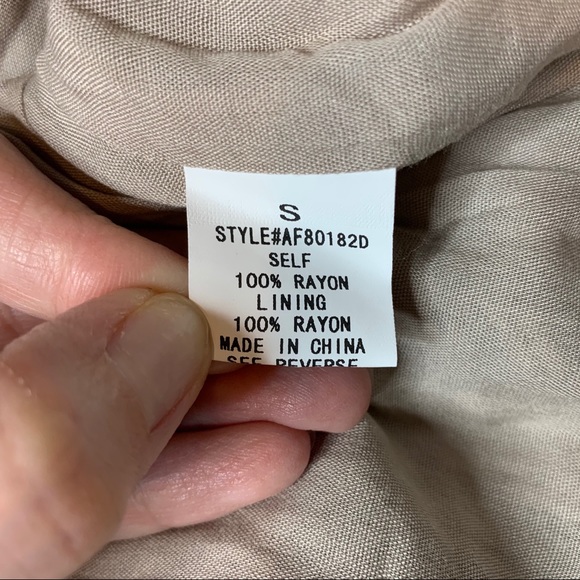 S
STYLE#AF80182D
SELF
100% RAYON
LINING
100% RAYON
MADE IN CHINA
SEE REVERSE